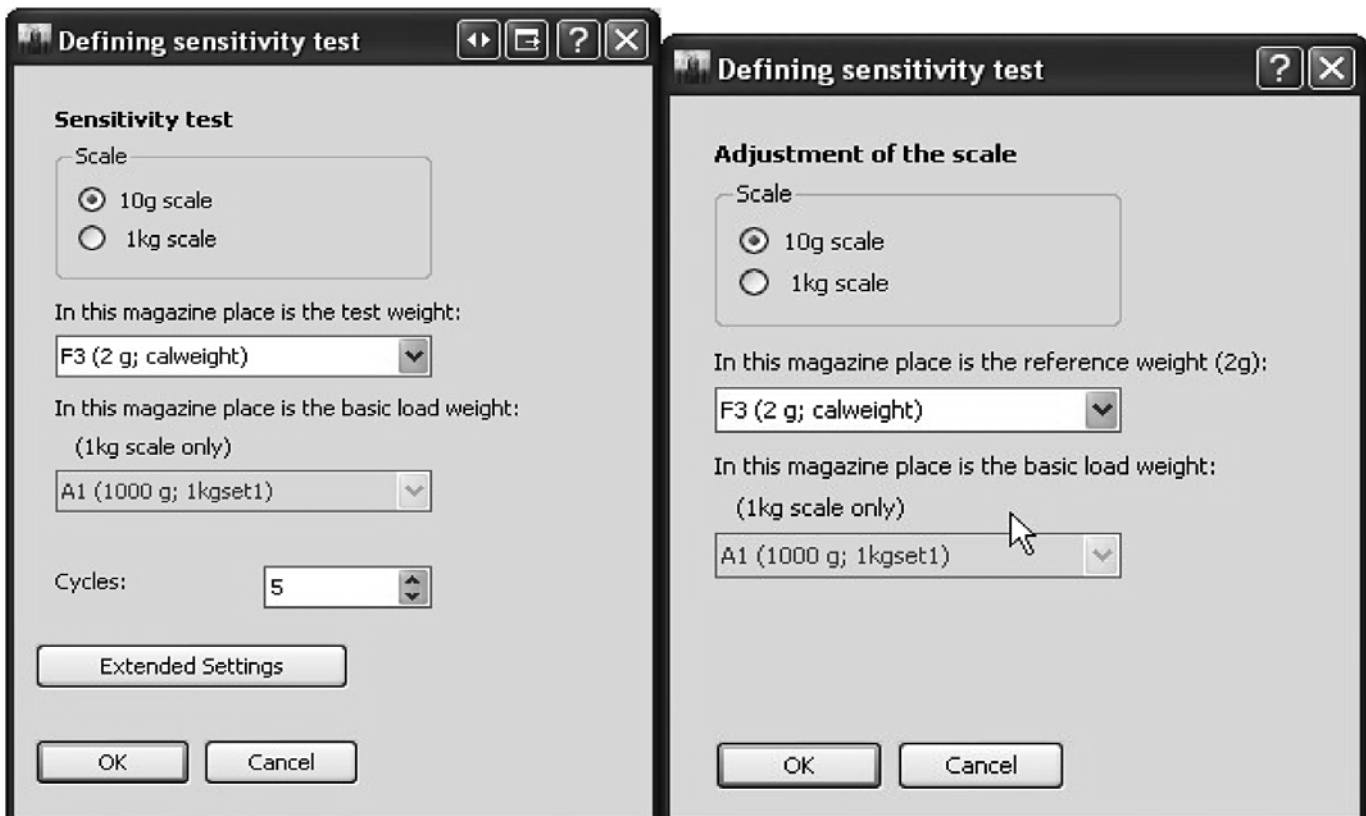 Defining sensitivity test
Sensitivity test
Scale
10g scale
1kg scale
In this magazine place is the test weight:
F3 (2 g; calweight)
In this magazine place is the basic load weight:
(1kg scale only)
A1 (1000 g; 1kgset1)
Cycles:
5
Extended Settings
OK
Cancel
Defining sensitivity test
Adjustment of the scale
Scale
10g scale
1kg scale
In this magazine place is the reference weight (2g):
F3 (2 g; calweight)
In this magazine place is the basic load weight:
(1kg scale only)
A1 (1000 g; 1kgset1)
OK
Cancel